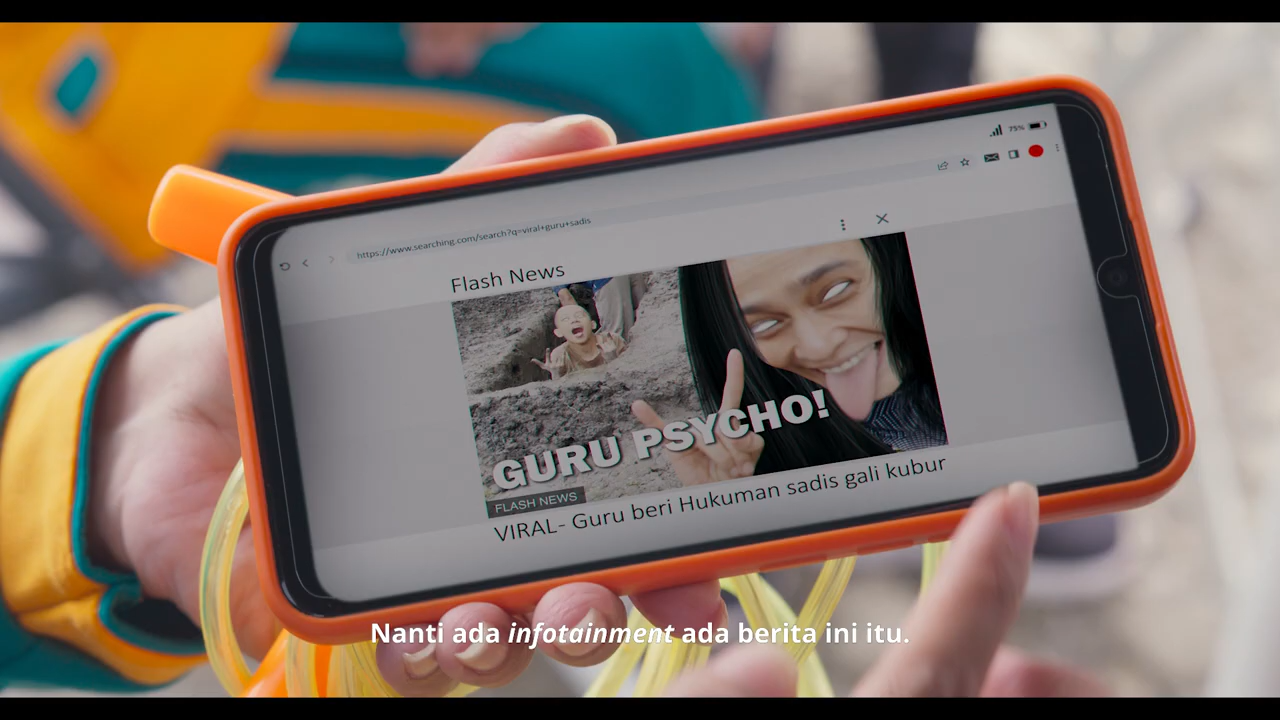 75%
https://www.searching.com/search?q=viral+guru+sadis
Flash News
GURU PSYCHO!
FLASH NEWS
VIRAL- Guru beri Hukuman sadis gali kubur
Nanti ada infotainment ada berita ini itu.